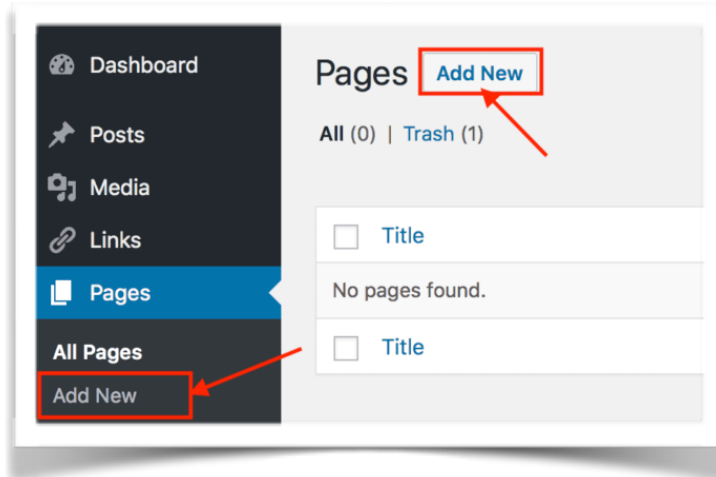 Dashboard
Posts
Media
Links
Pages
All Pages
Add New
Pages Add New
All (0) | Trash (1)
Title
No pages found.
Title